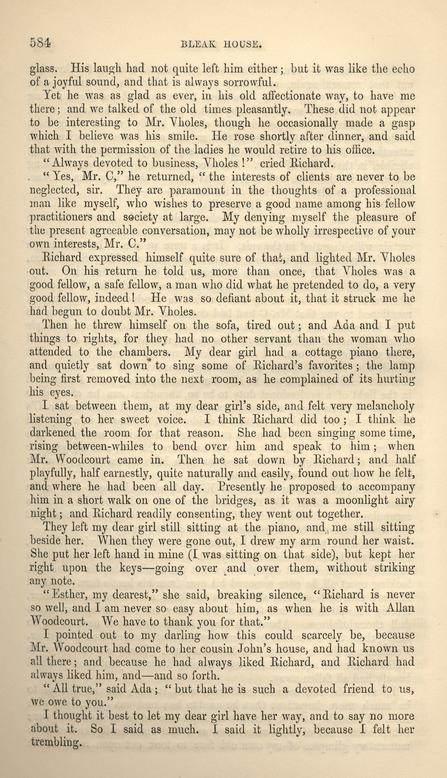 584
BLEAK HOUSE.
glass. His laugh had not quite left him either; but it was like the echo
of a joyful sound, and that is always sorrowful.
Yet he was as glad as ever, in his old affectionate way, to have me
there; and we talked of the old times pleasantly. These did not appear
to be interesting to Mr. Vholes, though he occasionally made a gasp
which I believe was his smile. He rose shortly after dinner, and said
that with the permission of the ladies he would retire to his office.
"Always devoted to business, Vholes!" cried Richard.
"Yes, Mr. C," he returned, "the interests of clients are never to be
neglected, sir. They are paramount in the thoughts of a professional
man like myself, who wishes to preserve a good name among his fellow
practitioners and society at large. My denying myself the pleasure of
the present agreeable conversation, may not be wholly irrespective of your
own interests, Mr. C."
Richard expressed himself quite sure of that, and lighted Mr. Vholes
out. On his return he told us, more than once, that Vholes was a
good fellow, a safe fellow, a man who did what he pretended to do, a very
good fellow, indeed! He was so defiant about it, that it struck me he
had begun to doubt Mr. Vholes.
Then he threw himself on the sofa, tired out; and Ada and I put
things to rights, for they had no other servant than the woman who
attended to the chambers. My dear girl had a cottage piano there,
and quietly sat down to sing some of Richard's favorites; the lamp
being first removed into the next room, as he complained of its hurting
his eyes.
I sat between them, at my dear girl's side, and felt very melancholy
listening to her sweet voice. I think Richard did too; I think he
darkened the room for that reason. She had been singing some time,
rising between-whiles to bend over him and speak to him; when
Mr. Woodcourt came in. Then he sat down by Richard; and half
playfully, half earnestly, quite naturally and easily, found out how he felt,
and where he had been all day. Presently he proposed to accompany
him in a short walk on one of the bridges, as it was a moonlight airy
night; and Richard readily consenting, they went out together.
They left my dear girl still sitting at the piano, and me still sitting
beside her. When they were gone out, I drew my arm round her waist.
She put her left hand in mine (I was sitting on that side), but kept her
right upon the keys—going over and over them, without striking
any note.
"Esther, my dearest," she said, breaking silence, "Richard is never
so well, and I am never so easy about him, as when he is with Allan
Woodcourt. We have to thank you for that."
I pointed out to my darling how this could scarcely be, because
Mr. Woodcourt had come to her cousin John's house, and had known us
all there; and because he had always liked Richard, and Richard had
always liked him, and—and so forth.
"All true," said Ada; "but that he is such a devoted friend to us,
we owe to you."
I thought it best to let my dear girl have her way, and to say no more
about it. So I said as much. I said it lightly, because I felt her
trembling.